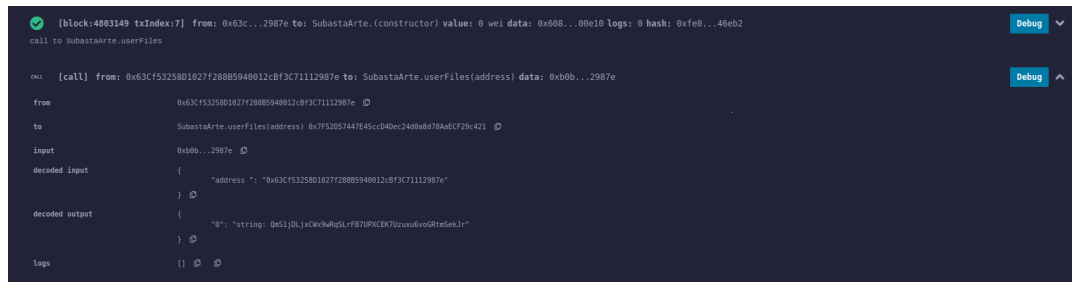 [block:4803149 txIndex:7] from: 0x63c...2987e to: SubastaArte.(constructor) value: 0 wei data: 0x608...00e10 logs: 0 hash: 0xfe0...46eb2 Debug
call to SubastaArte.userFiles
CALL [call] from: 0x63Cf53258D1027f288B5940012cBf3C71112987e to: SubastaArte.userFiles(address) data: 0xb0b...2987e Debug
from 0x63Cf53258D1027f288B5940012cBf3C71112987e
to SubastaArte.userFiles(address) 0x7F52D57447E45ccD4Dec24d0a8d78AaECF29c421
input 0xb0b...2987e
decoded input {
"address ": "0x63Cf53258D1027f288B5940012cBf3C71112987e"
}
decoded output {
"0": "string: QmS1jDLjxCWx9wRqSLrFB7UPXCEK7Uzuxu6voGRtmSekJr"
}
logs []